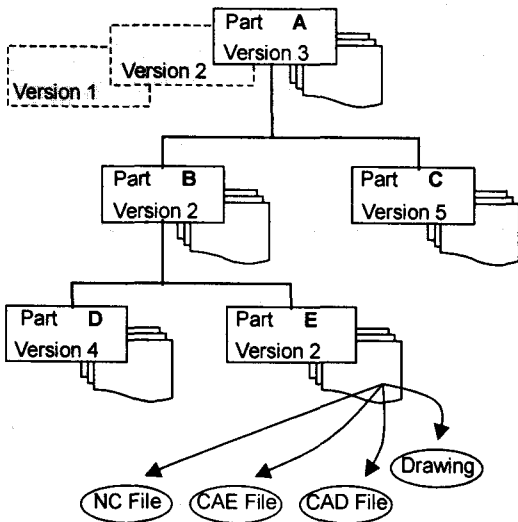 Part A
Version 3
Version 2
Version 1
Part B
Version 2
Part C
Version 5
Part D
Version 4
Part E
Version 2
Drawing
NC File
CAE File
CAD File